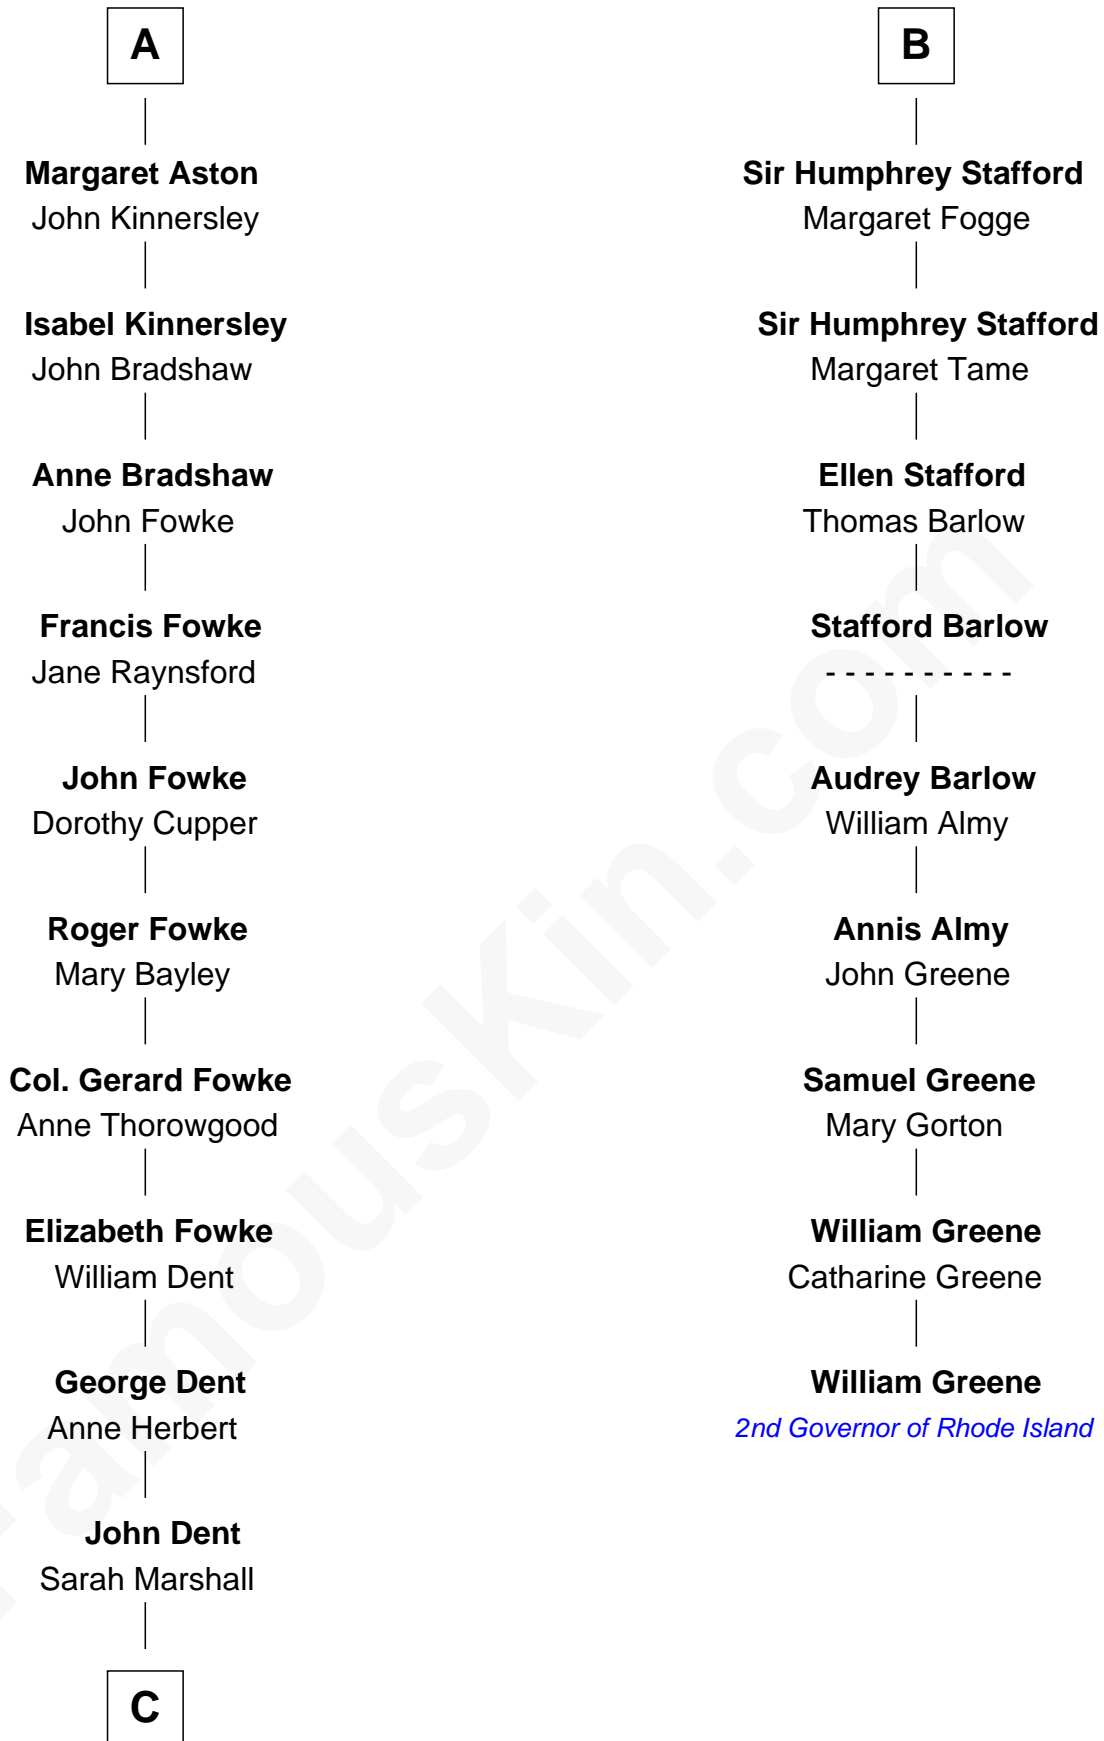 A
Margaret Aston
John Kinnersley
Isabel Kinnersley
John Bradshaw
Anne Bradshaw
John Fowke
Francis Fowke
Jane Raynsford
John Fowke
Dorothy Cupper
Roger Fowke
Mary Bayley
Col. Gerard Fowke
Anne Thorowgood
Elizabeth Fowke
William Dent
George Dent
Anne Herbert
John Dent
Sarah Marshall
C
B
Sir Humphrey Stafford
Margaret Fogge
Sir Humphrey Stafford
Margaret Tame
Ellen Stafford
Thomas Barlow
Stafford Barlow
- - - - - - - - - -
Audrey Barlow
William Almy
Annis Almy
John Greene
Samuel Greene
Mary Gorton
William Greene
Catharine Greene
William Greene
2nd Governor of Rhode Island
FamousKin.com